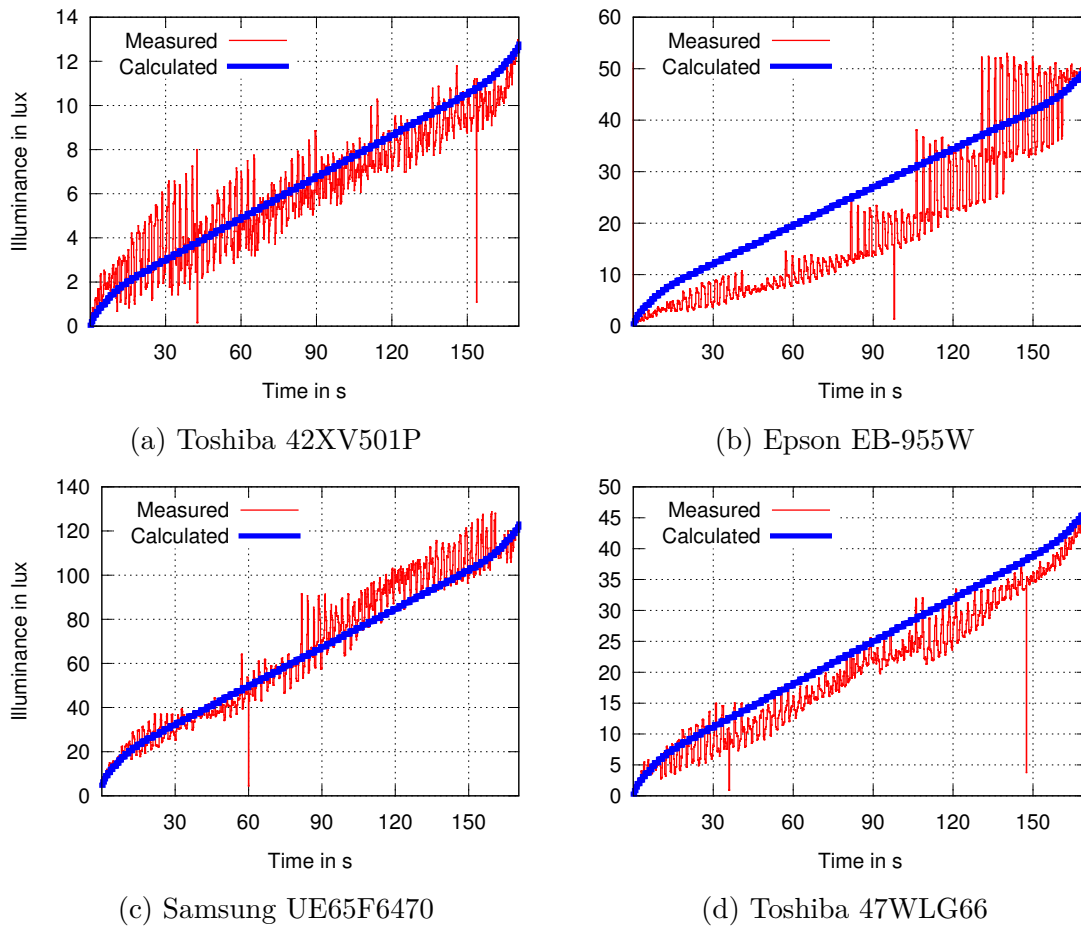 14
12
10
8
6
4
2
0
Illuminance in lux
Measured
Calculated
30 60 90 120 150
Time in s
(a) Toshiba 42XV501P
60
50
40
30
20
10
0
Measured
Calculated
30 60 90 120 150
Time in s
(b) Epson EB-955W
140
120
100
80
60
40
20
0
Illuminance in lux
Measured
Calculated
30 60 90 120 150
Time in s
(c) Samsung UE65F6470
50
45
40
35
30
25
20
15
10
5
0
Measured
Calculated
30 60 90 120 150
Time in s
(d) Toshiba 47WLG66